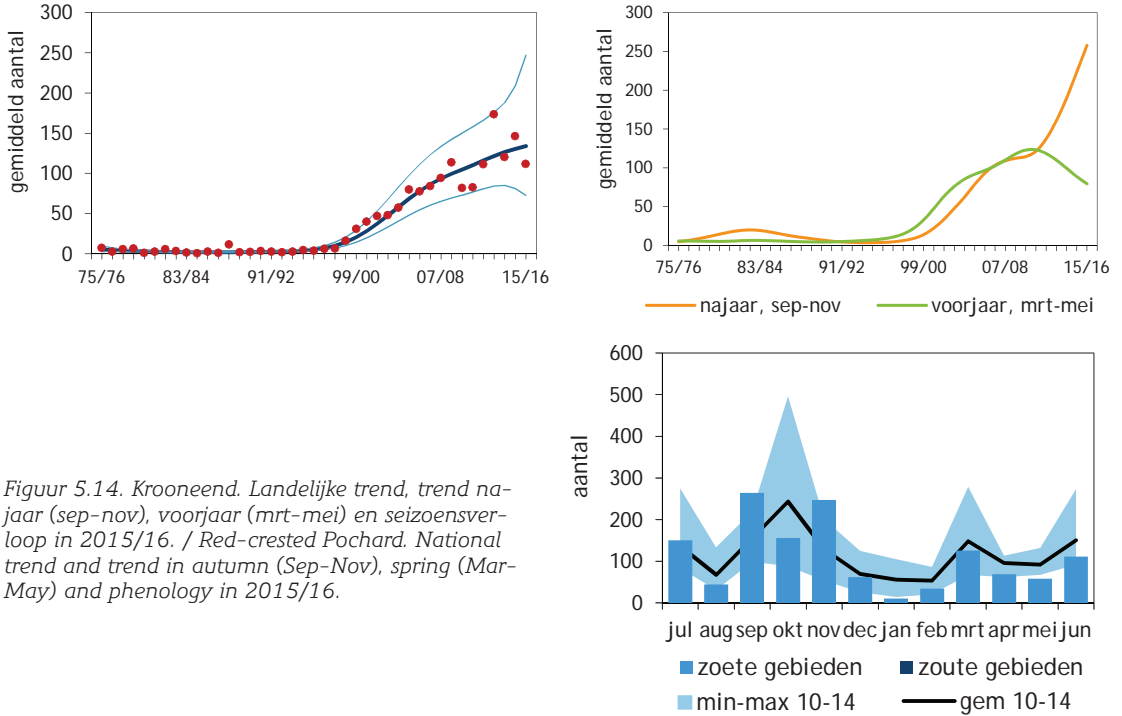 300
250
200
150
100
50
0
gemiddeld aantal
75/76 83/84 91/92 99/00 07/08 15/16
300
250
200
150
100
50
0
gemiddeld aantal
75/76 83/84 91/92 99/00 07/08 15/16
najaar, sep-nov voorjaar, mrt-mei
600
500
400
300
200
100
0
aantal
jul aug sep okt nov dec jan feb mrt apr mei jun
zoete gebieden zoute gebieden
min-max 10-14 gem 10-14
Figuur 5.14. Krooneend. Landelijke trend, trend na-
jaar (sep-nov), voorjaar (mrt-mei) en seizoensver-
loop in 2015/16. / Red-crested Pochard. National
trend and trend in autumn (Sep-Nov), spring (Mar-
May) and phenology in 2015/16.